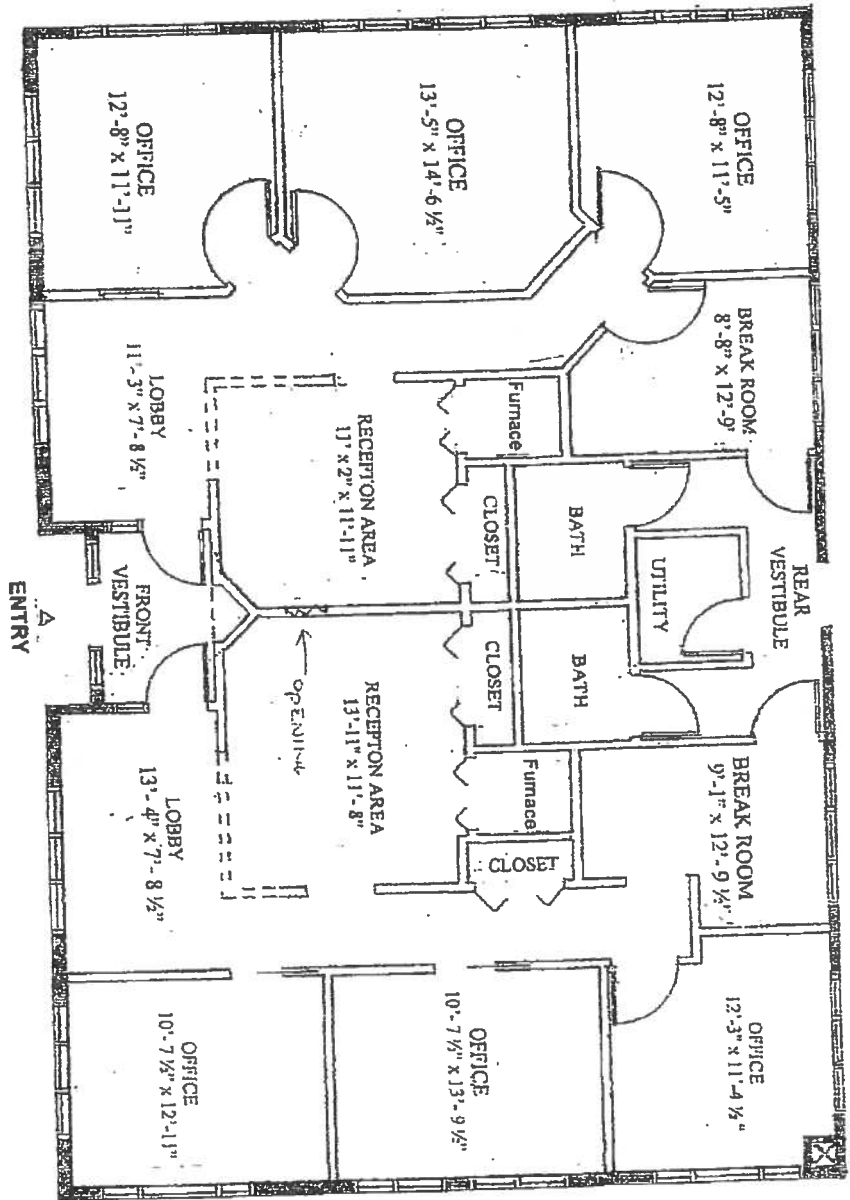 OFFICE
12'-8" x 11'-5"
BREAK ROOM
8'-8" x 12'-9"
REAR
VESTIBULE
BREAK ROOM
9'-1" x 12'-9 ½"
OFFICE
12'-3" x 11'-4 ½"
UTILITY
BATH
BATH
Furnace
CLOSET
CLOSET
Furnace
CLOSET
OFFICE
13'-5" x 14'-6 ½"
RECEPTON AREA
11' x 2" x 11'-11"
RECEPTON AREA
13'-11" x 11'-8"
OFFICE
10'-7 ½" x 13'-9 ½"
OPENING
OFFICE
12'-8" x 11'-11"
LOBBY
11'-3" x 7'-8 ½"
FRONT
VESTIBULE
LOBBY
13'-4" x 7'-8 ½"
OFFICE
10'-7 ½" x 12'-11"
ENTRY